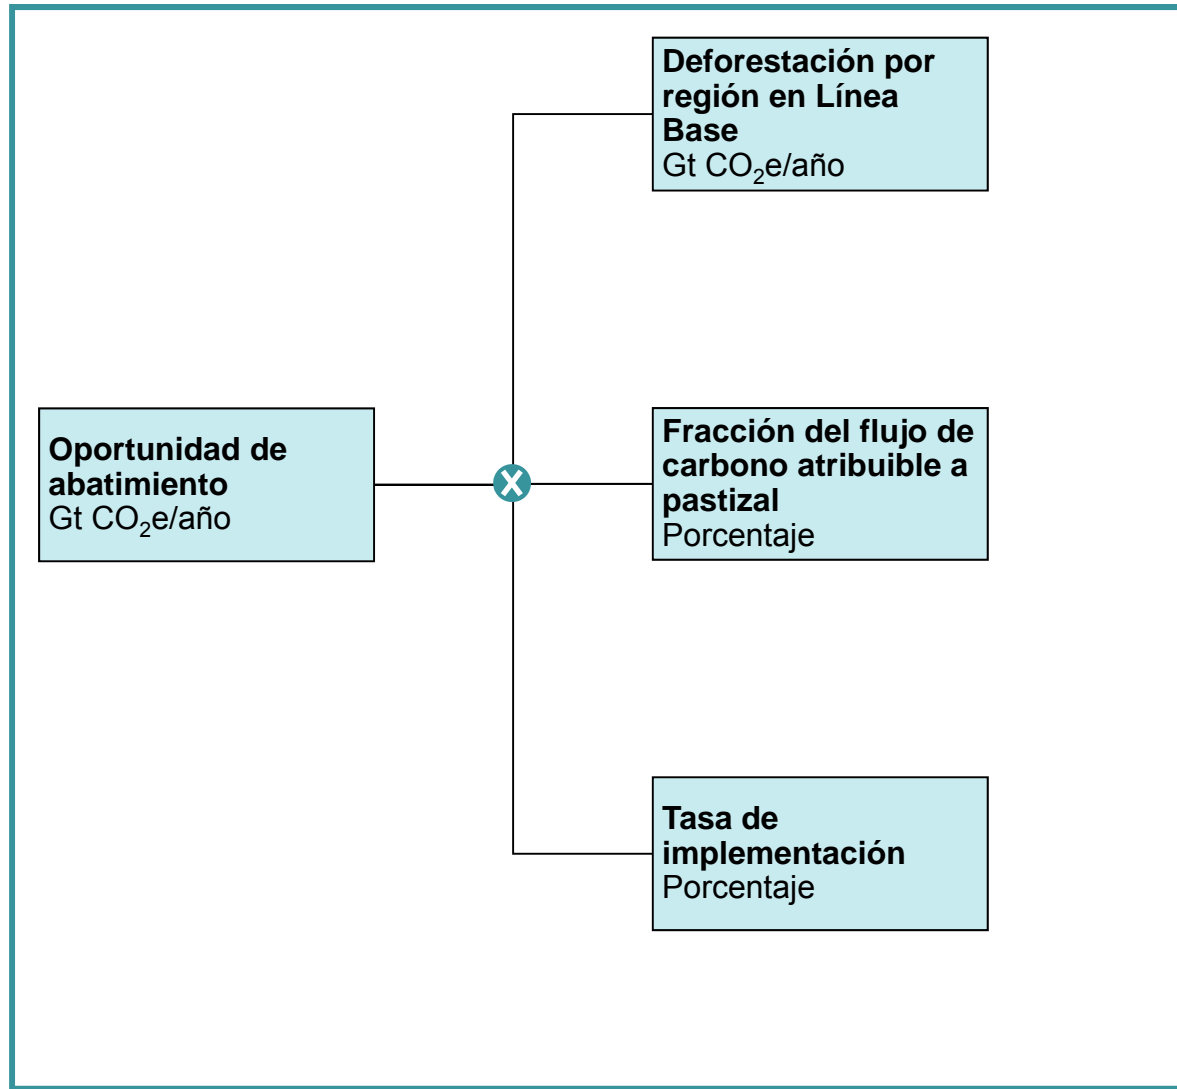 Deforestación por
región en Línea
Base
Gt CO₂e/año
Oportunidad de
abatimiento
Gt CO₂e/año
X
Fracción del flujo de
carbono atribuible a
pastizal
Porcentaje
Tasa de
implementación
Porcentaje